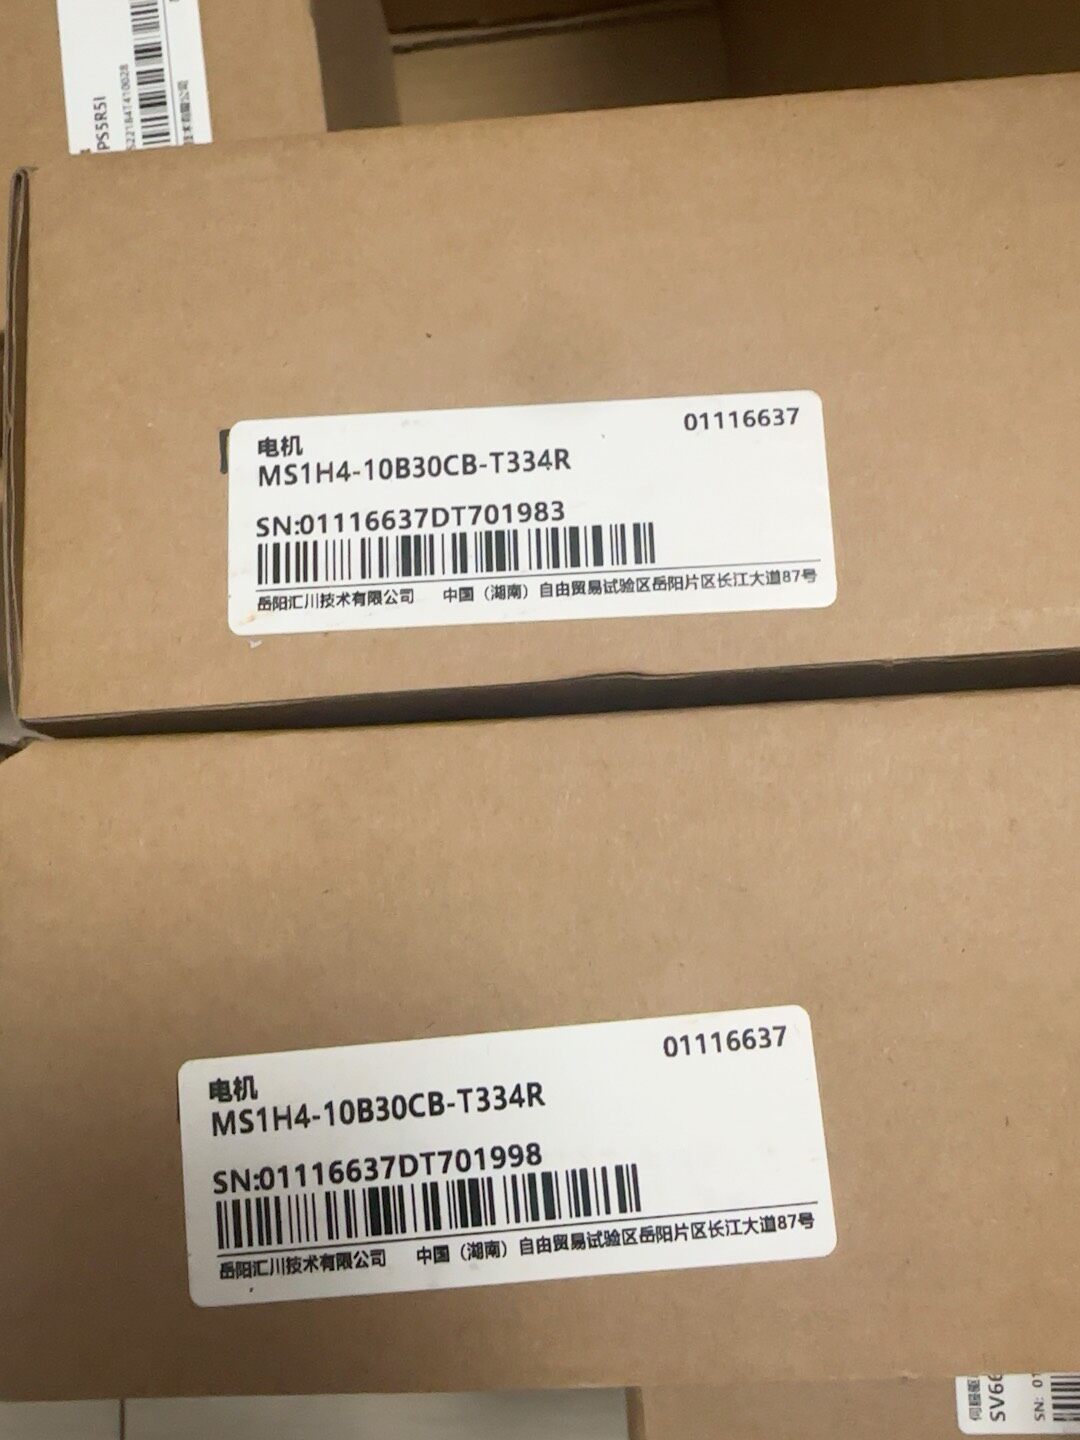 PS5R5I
电机
01116637
MS1H4-10B30CB-T334R
SN:01116637DT701983
岳阳汇川技术有限公司 中国（湖南）自由贸易试验区岳阳片区长江大道87号
电机
01116637
MS1H4-10B30CB-T334R
SN:01116637DT701998
岳阳汇川技术有限公司 中国（湖南）自由贸易试验区岳阳片区长江大道87号
SV66
SN: 01